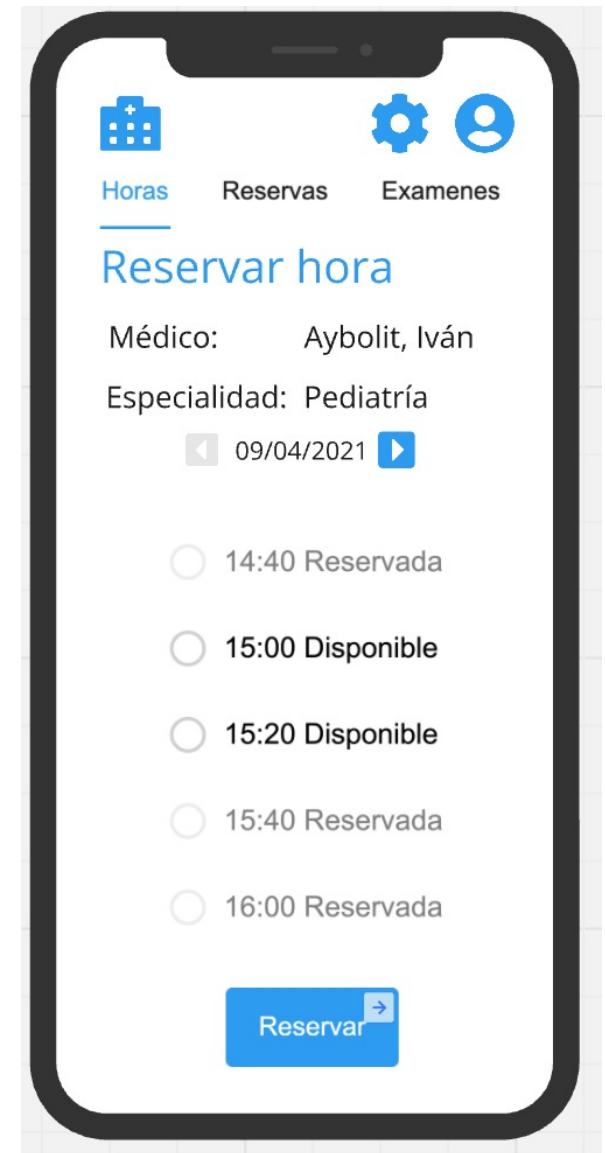 Horas Reservas Examenes
Reservar hora
Médico: Aybolit, Iván
Especialidad: Pediatría
09/04/2021
14:40 Reservada
15:00 Disponible
15:20 Disponible
15:40 Reservada
16:00 Reservada
Reservar